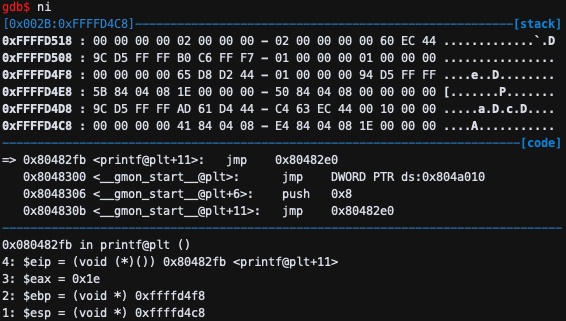 gdb$ ni
[0x002B:0xFFFFD4C8][stack]
0xFFFFD518 : 00 00 00 00 02 00 00 00 - 02 00 00 00 00 60 EC 44 .............`.D
0xFFFFD508 : 9C D5 FF FF B0 C6 FF F7 - 01 00 00 00 01 00 00 00 ................
0xFFFFD4F8 : 00 00 00 00 65 D8 D2 44 - 01 00 00 00 94 D5 FF FF ....e..D........
0xFFFFD4E8 : 5B 84 04 08 1E 00 00 00 - 50 84 04 08 00 00 00 00 [.......P.......
0xFFFFD4D8 : 9C D5 FF FF AD 61 D4 44 - C4 63 EC 44 00 10 00 00 .....a.D.c.D....
0xFFFFD4C8 : 00 00 00 00 41 84 04 08 - E4 84 04 08 1E 00 00 00 ....A...........
[code]
=> 0x80482fb <printf@plt+11>: jmp 0x80482e0
0x8048300 <__gmon_start__@plt>: jmp DWORD PTR ds:0x804a010
0x8048306 <__gmon_start__@plt+6>: push 0x8
0x804830b <__gmon_start__@plt+11>: jmp 0x80482e0
0x080482fb in printf@plt ()
4: $eip = (void (*)()) 0x80482fb <printf@plt+11>
3: $eax = 0x1e
2: $ebp = (void *) 0xffffd4f8
1: $esp = (void *) 0xffffd4c8